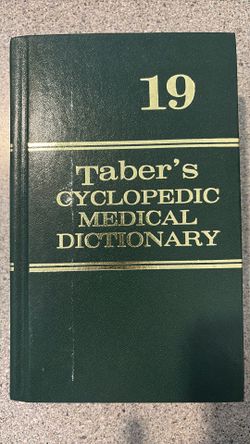 19
Taber's
CYCLOPEDIC
MEDICAL
DICTIONARY